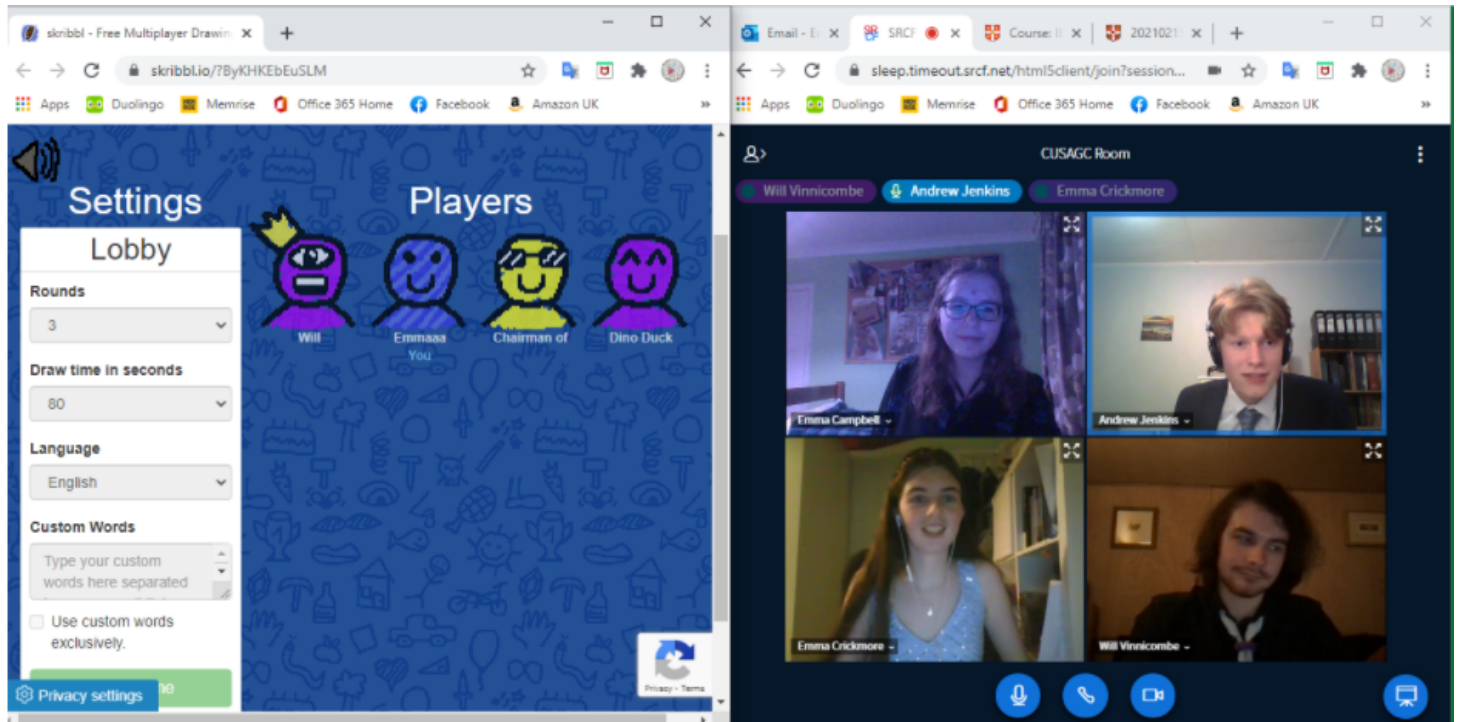 skribbl - Free Multiplayer Drawin
skribbl.io/?ByKHKEbEuSLM
Apps Duolingo Memrise Office 365 Home Facebook Amazon UK »
Settings
Lobby
Rounds
3
Draw time in seconds
80
Language
English
Custom Words
Type your custom
words here separated
Use custom words
exclusively.
Privacy settings
Players
Will Emmaaa Chairman of Dino Duck
You
Privacy - Terms
Email - E SRCF Course: II 2021021
sleep.timeout.srcf.net/html5client/join?session...
Apps Duolingo Memrise Office 365 Home Facebook Amazon UK »
CUSAGC Room
Will Vinnicombe Andrew Jenkins Emma Crickmore
Emma Campbell
Andrew Jenkins
Emma Crickmore
Will Vinnicombe